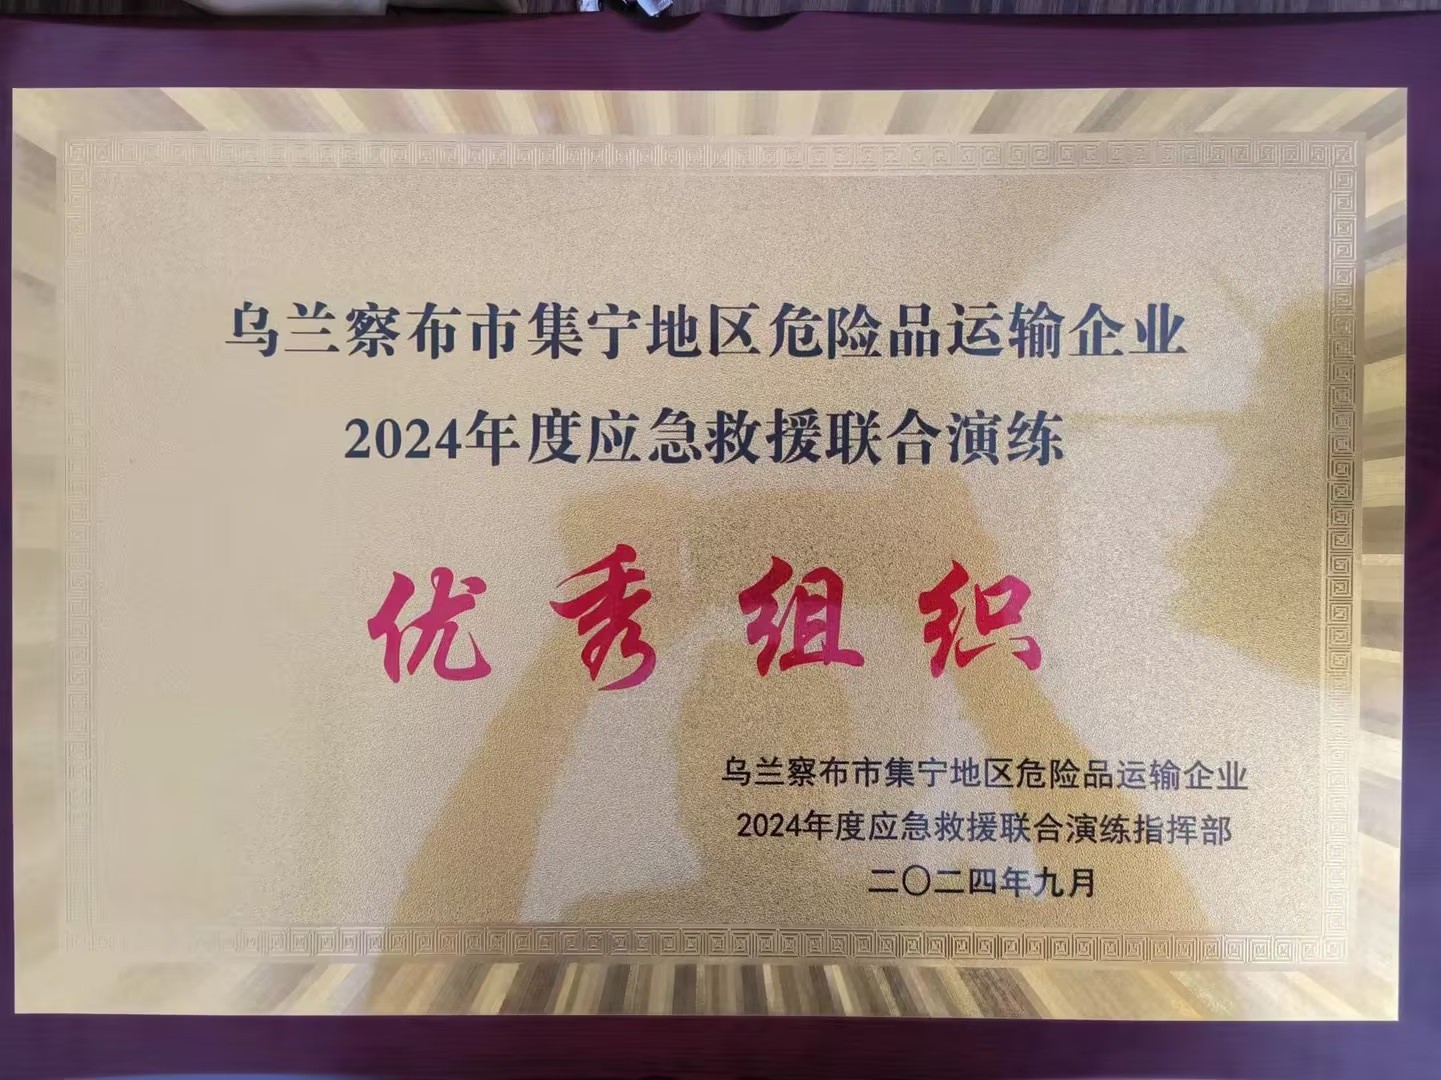 乌兰察布市集宁地区危险品运输企业
2024年度应急救援联合演练
优秀组织
乌兰察布市集宁地区危险品运输企业
2024年度应急救援联合演练指挥部
二〇二四年九月